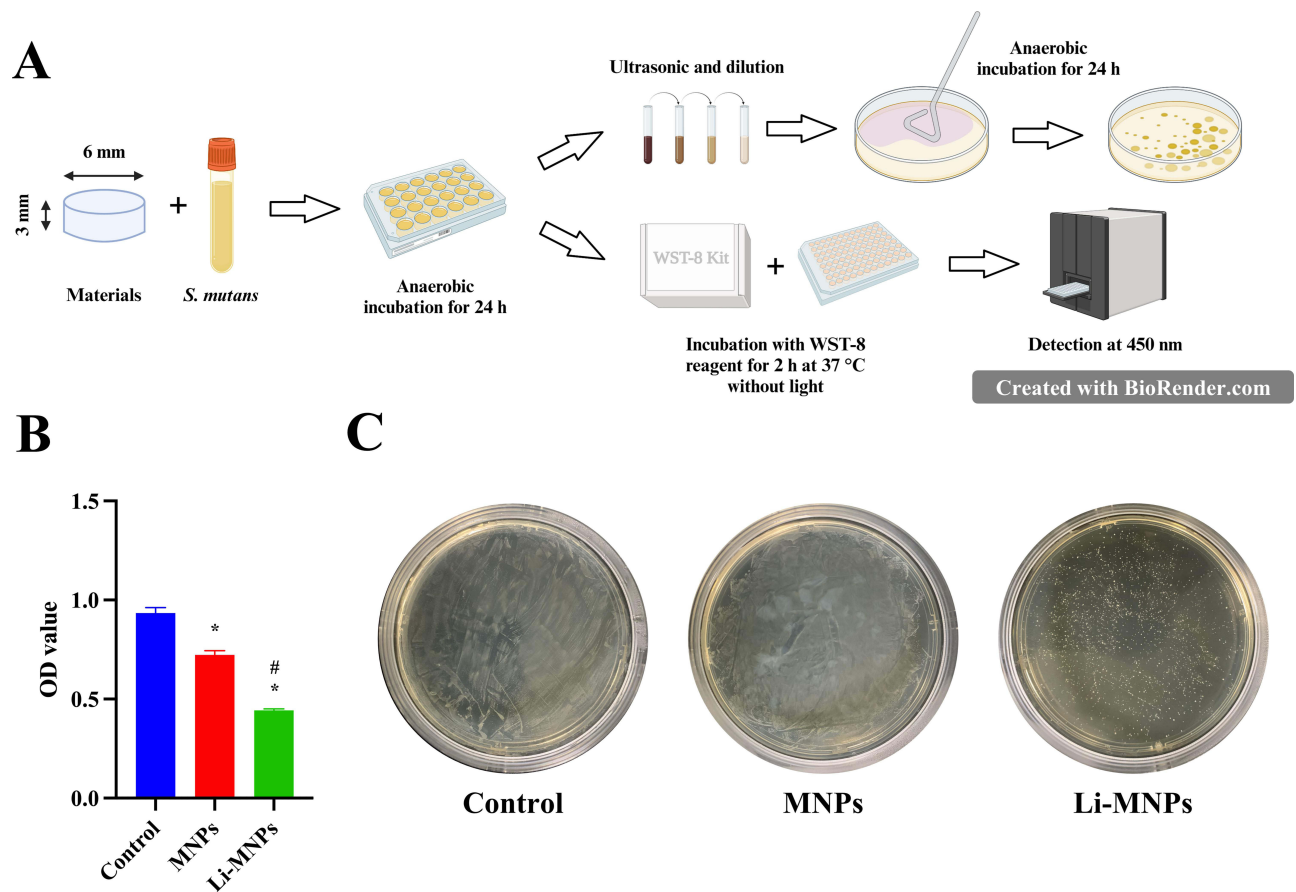 A
6 mm
3 mm
Materials
+
S. mutans
Anaerobic
incubation for 24 h
Ultrasonic and dilution
Anaerobic
incubation for 24 h
WST-8 Kit
+
Incubation with WST-8
reagent for 2 h at 37 °C
without light
Detection at 450 nm
Created with BioRender.com
B
OD value
1.5
1.0
0.5
0.0
*
#
*
Control
MNPs
Li-MNPs
C
Control
MNPs
Li-MNPs